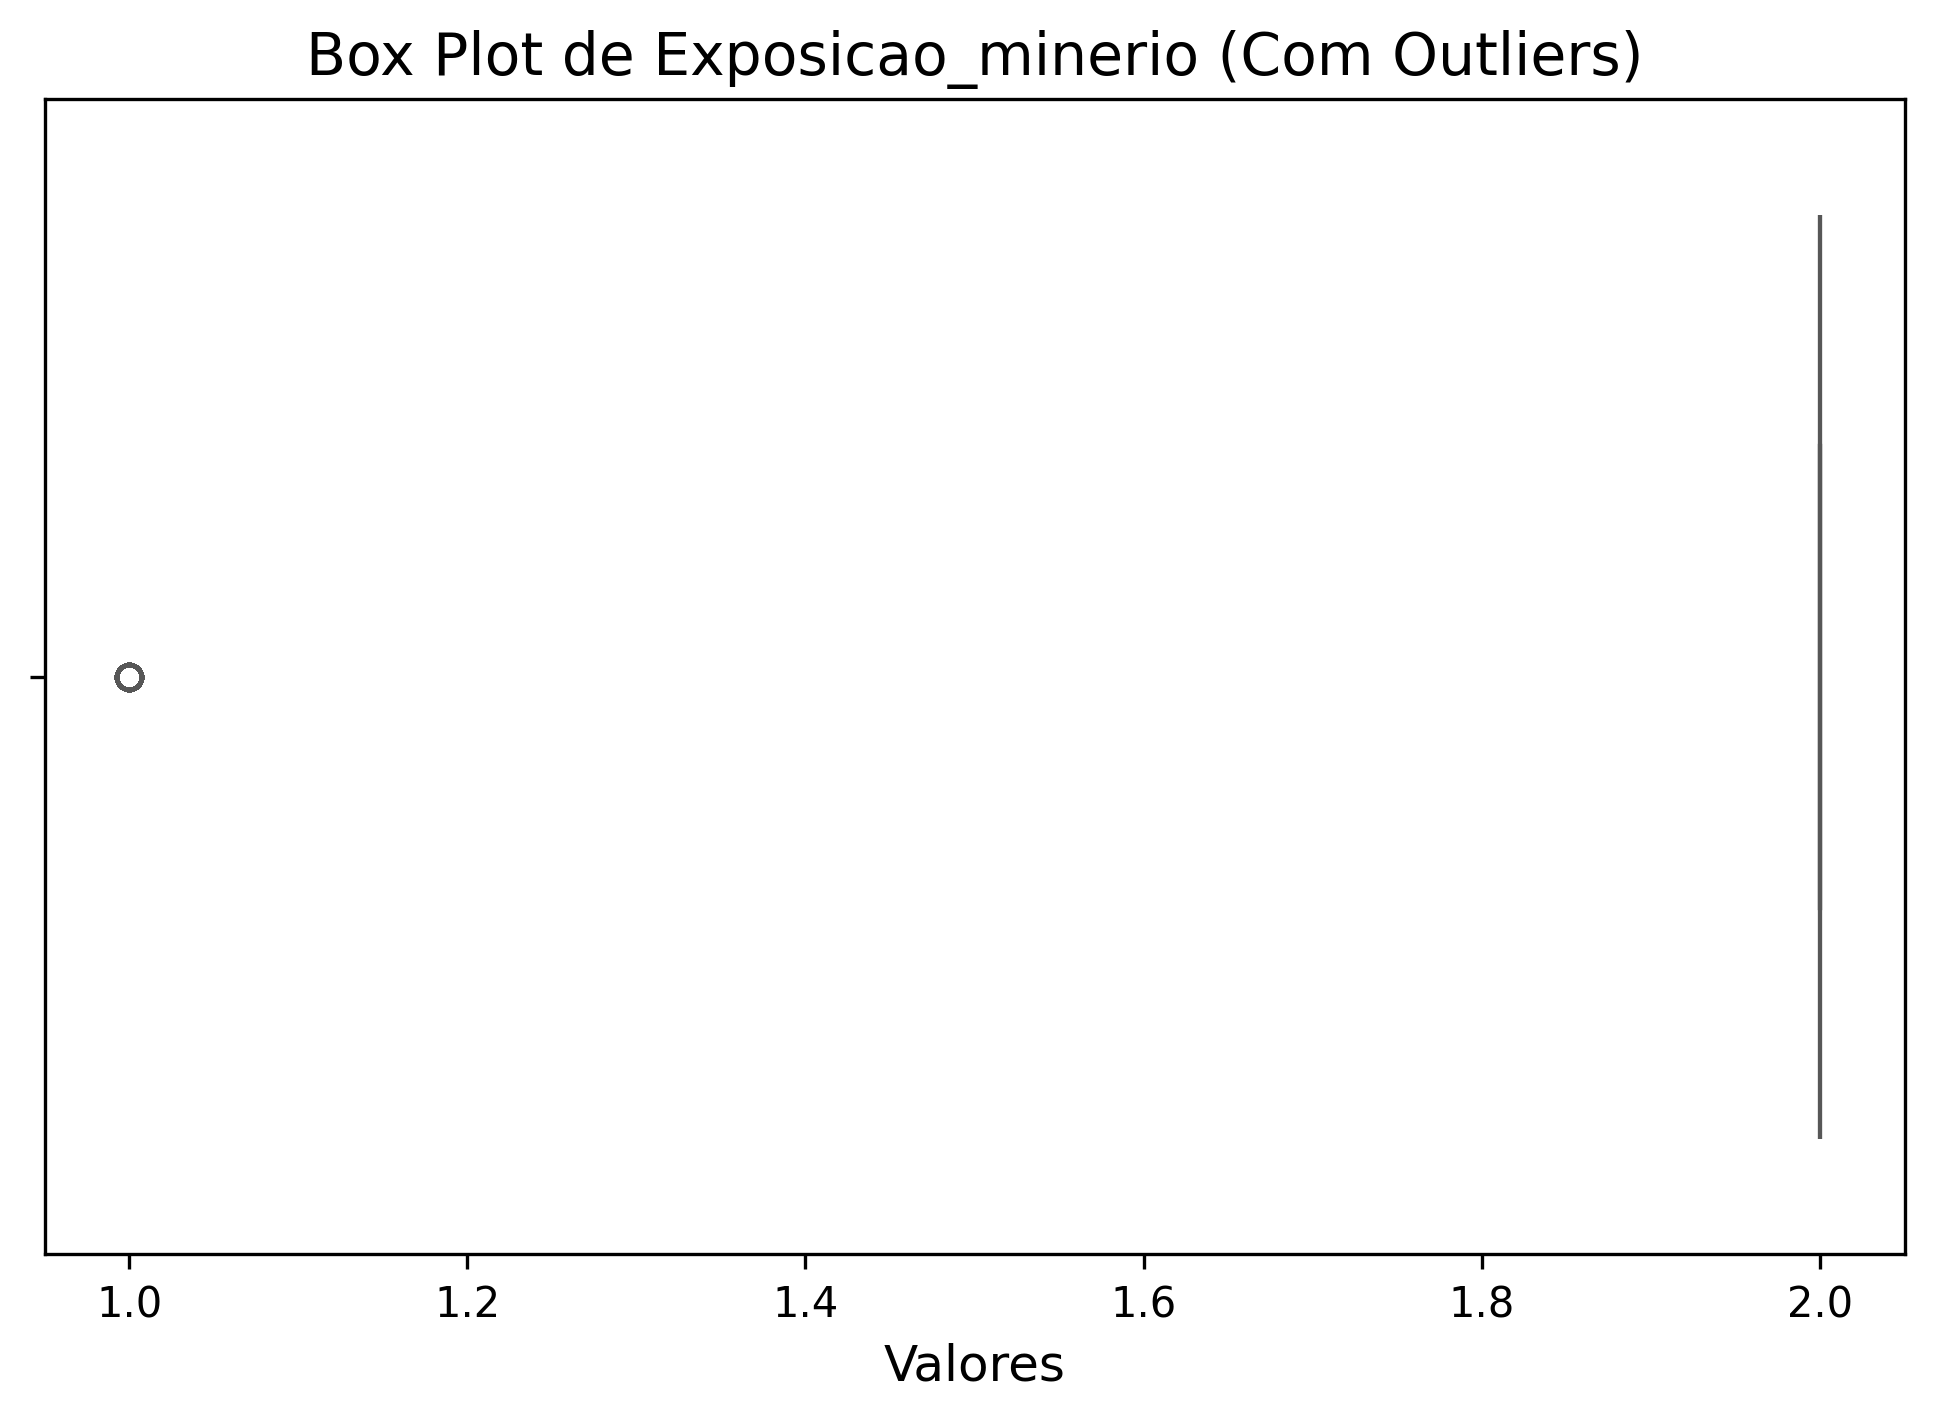 Box Plot de Exposicao_minerio (Com Outliers)
1.0 1.2 1.4 1.6 1.8 2.0
Valores